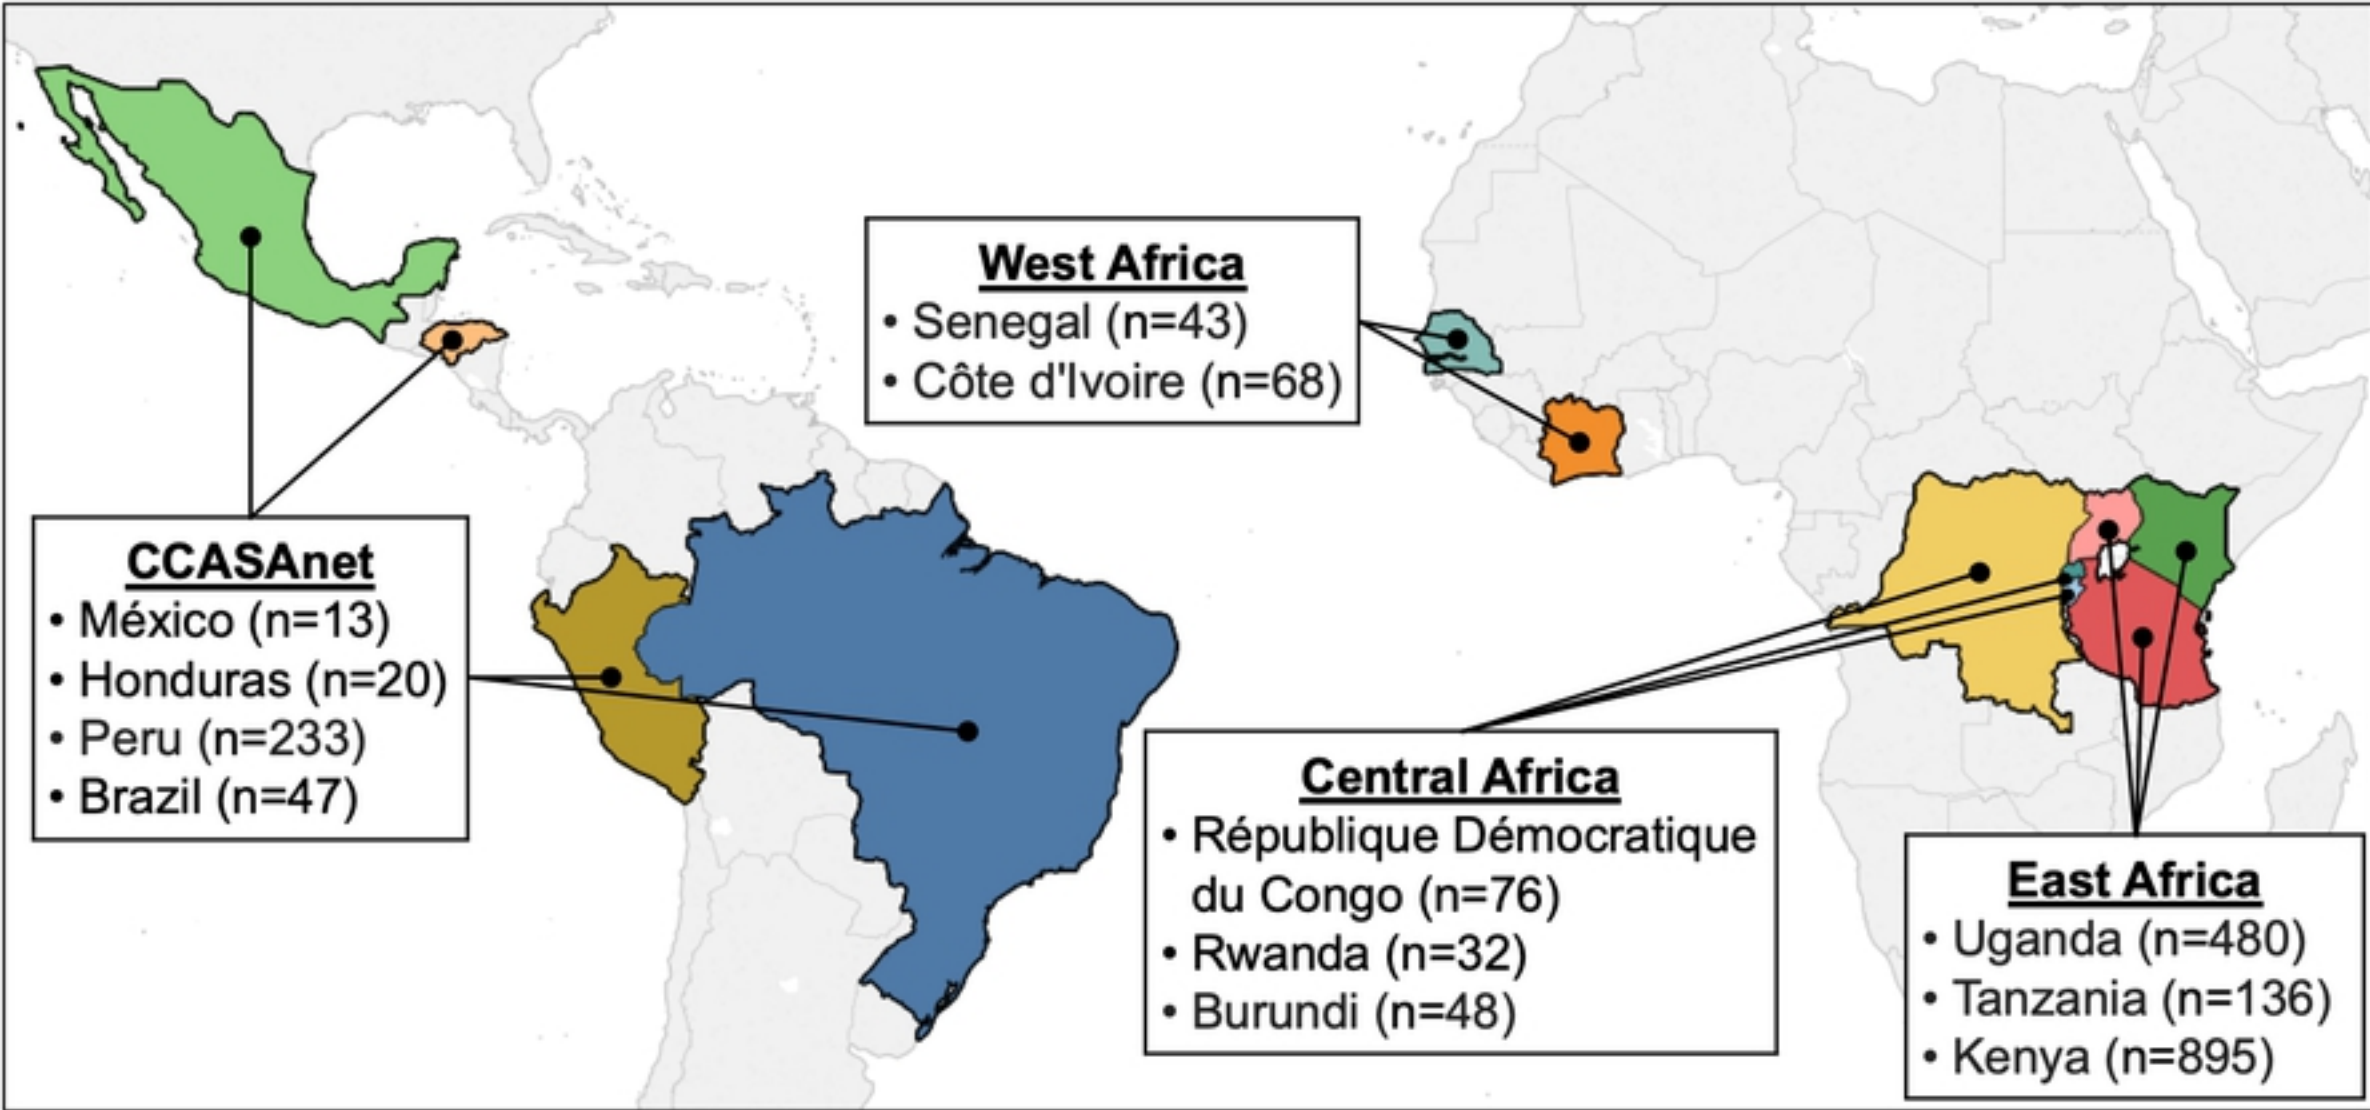 West Africa
• Senegal (n=43)
• Côte d'Ivoire (n=68)
CCASAnet
• México (n=13)
• Honduras (n=20)
• Peru (n=233)
• Brazil (n=47)
Central Africa
• République Démocratique
du Congo (n=76)
• Rwanda (n=32)
• Burundi (n=48)
East Africa
• Uganda (n=480)
• Tanzania (n=136)
• Kenya (n=895)